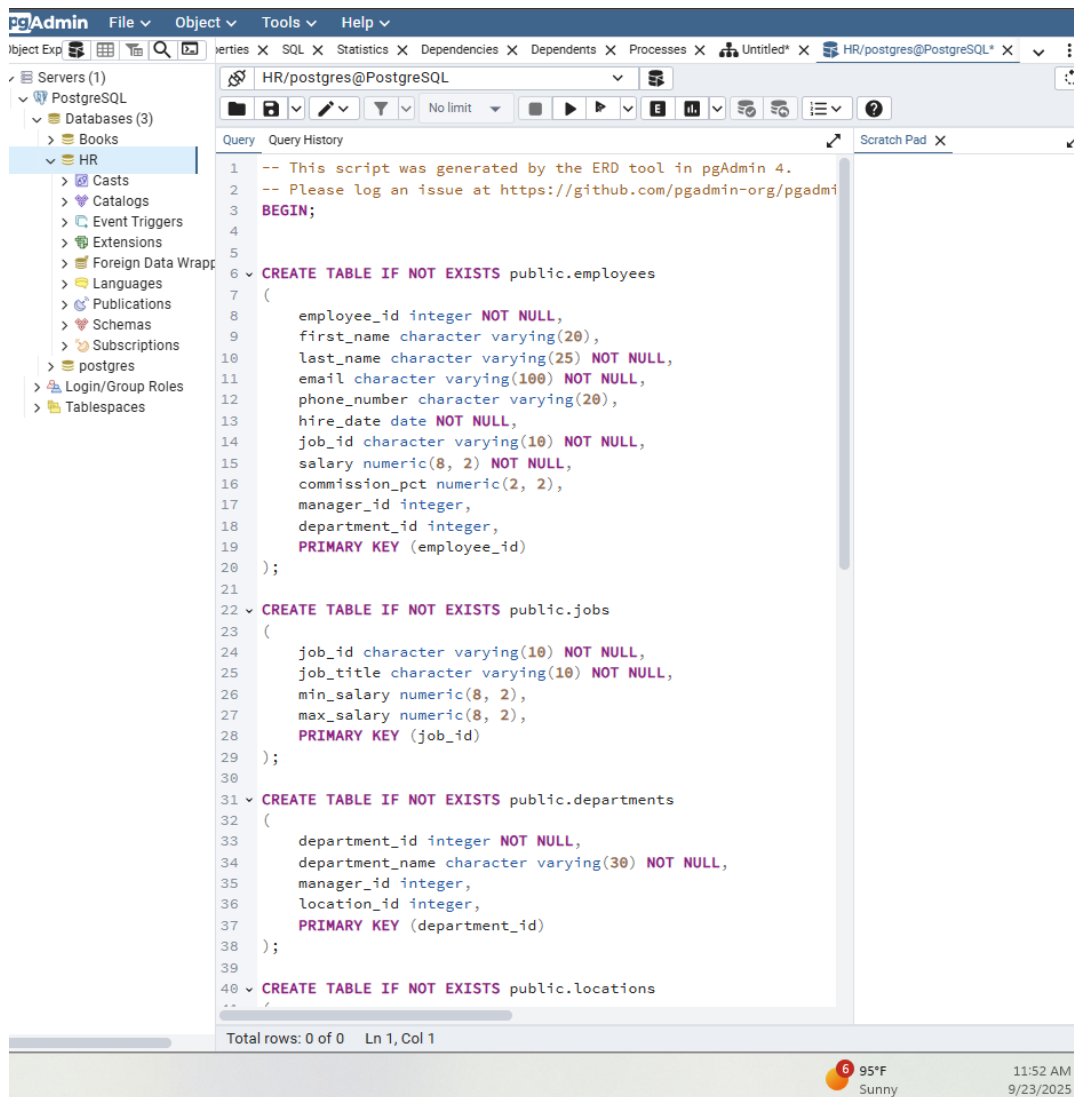 pgAdmin File Object Tools Help
Object Exp
erties SQL Statistics Dependencies Dependents Processes Untitled* HR/postgres@PostgreSQL*
Servers (1)
PostgreSQL
Databases (3)
Books
HR
Casts
Catalogs
Event Triggers
Extensions
Foreign Data Wrapp
Languages
Publications
Schemas
Subscriptions
postgres
Login/Group Roles
Tablespaces
HR/postgres@PostgreSQL
No limit
E
Query Query History
Scratch Pad
1 -- This script was generated by the ERD tool in pgAdmin 4.
2 -- Please log an issue at https://github.com/pgadmin-org/pgadmi
3 BEGIN;
4
5
6 CREATE TABLE IF NOT EXISTS public.employees
7 (
8 employee_id integer NOT NULL,
9 first_name character varying(20),
10 last_name character varying(25) NOT NULL,
11 email character varying(100) NOT NULL,
12 phone_number character varying(20),
13 hire_date date NOT NULL,
14 job_id character varying(10) NOT NULL,
15 salary numeric(8, 2) NOT NULL,
16 commission_pct numeric(2, 2),
17 manager_id integer,
18 department_id integer,
19 PRIMARY KEY (employee_id)
20 );
21
22 CREATE TABLE IF NOT EXISTS public.jobs
23 (
24 job_id character varying(10) NOT NULL,
25 job_title character varying(10) NOT NULL,
26 min_salary numeric(8, 2),
27 max_salary numeric(8, 2),
28 PRIMARY KEY (job_id)
29 );
30
31 CREATE TABLE IF NOT EXISTS public.departments
32 (
33 department_id integer NOT NULL,
34 department_name character varying(30) NOT NULL,
35 manager_id integer,
36 location_id integer,
37 PRIMARY KEY (department_id)
38 );
39
40 CREATE TABLE IF NOT EXISTS public.locations
Total rows: 0 of 0 Ln 1, Col 1
6
95°F
Sunny
11:52 AM
9/23/2025